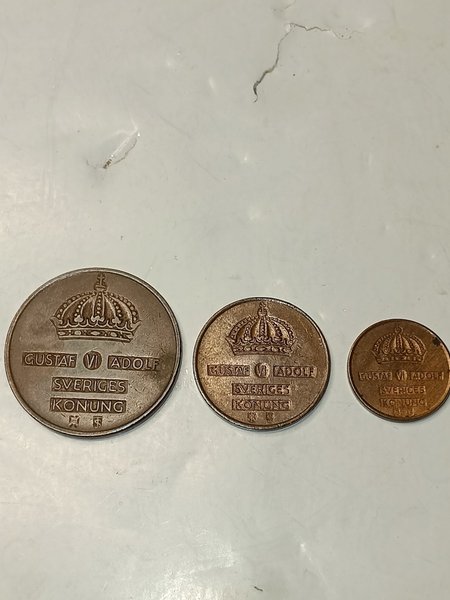 GUSTAF VI ADOLF
SVERIGES
KONUNG
GUSTAF VI ADOLF
SVERIGES
KONUNG
GUSTAF VI ADOLF
SVERIGES
KONUNG